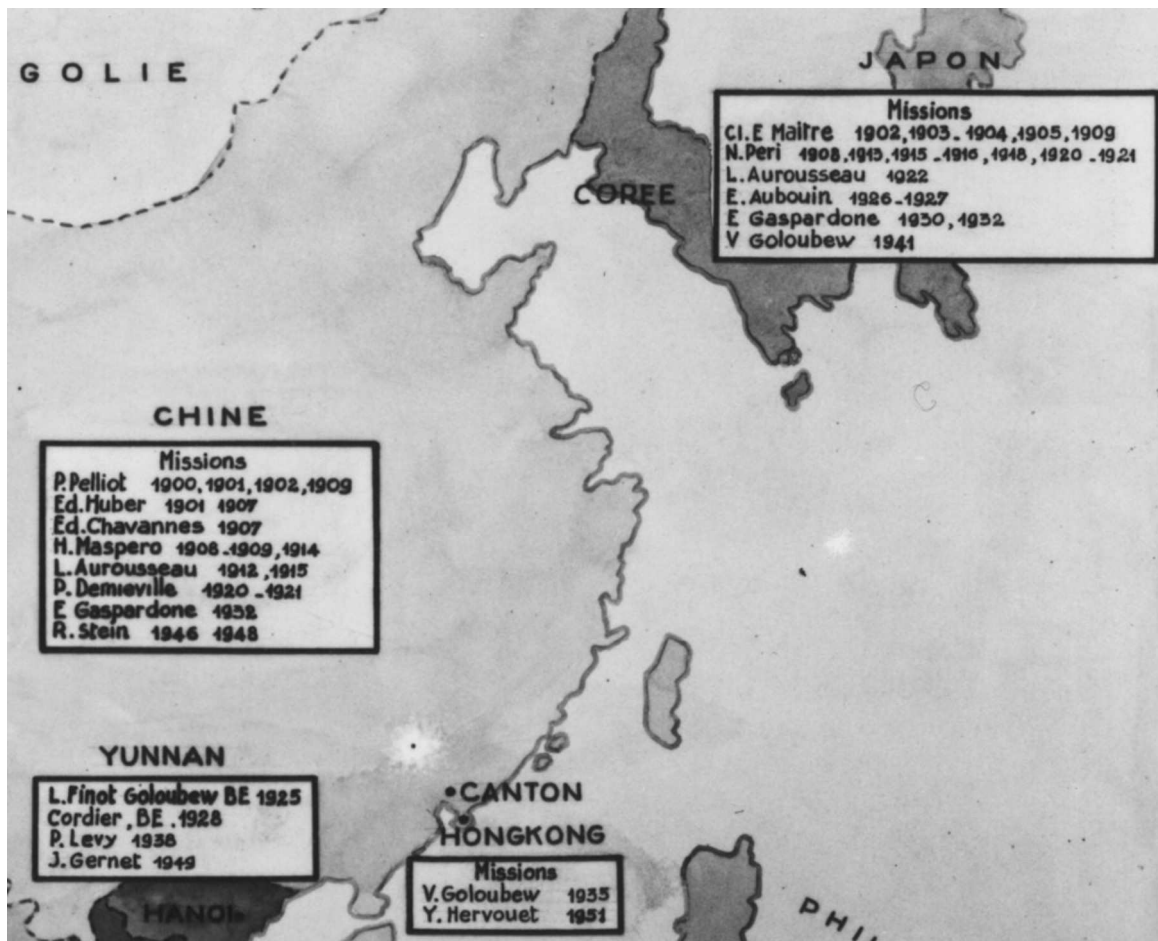 GOLIE
JAPON
Missions
Cl.E Maitre 1902,1903-1904,1905,1909
N.Peri 1908,1913,1915-1916,1918,1920-1921
L.Aurousseau 1922
E.Aubouin 1926-1927
E Gaspardone 1930,1932
V Goloubew 1941
COREE
CHINE
Missions
P.Pelliot 1900,1901,1902,1909
Ed.Huber 1901 1907
Ed.Chavannes 1907
H.Maspero 1908-1909,1914
L.Aurousseau 1912,1915
P.Demieville 1920-1921
E Gaspardone 1932
R.Stein 1946 1948
YUNNAN
L.Finot Goloubew BE 1925
Cordier,BE.1928
P.Levy 1938
J.Gernet 1949
CANTON
HONGKONG
Missions
V.Goloubew 1935
Y.Hervouet 1951
HANOI
PHI